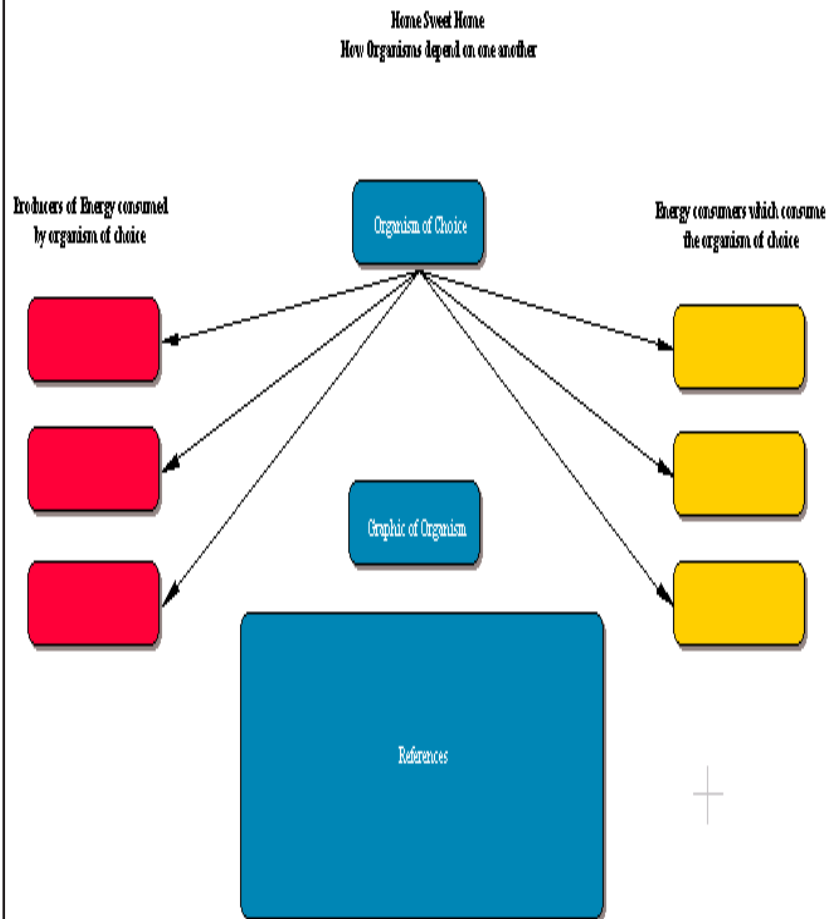 Home Sweet Home
How Organisms depend on one another
Producers of Energy consumed
by organism of choice
Organism of Choice
Energy consumers which consume
the organism of choice
Graphic of Organism
References